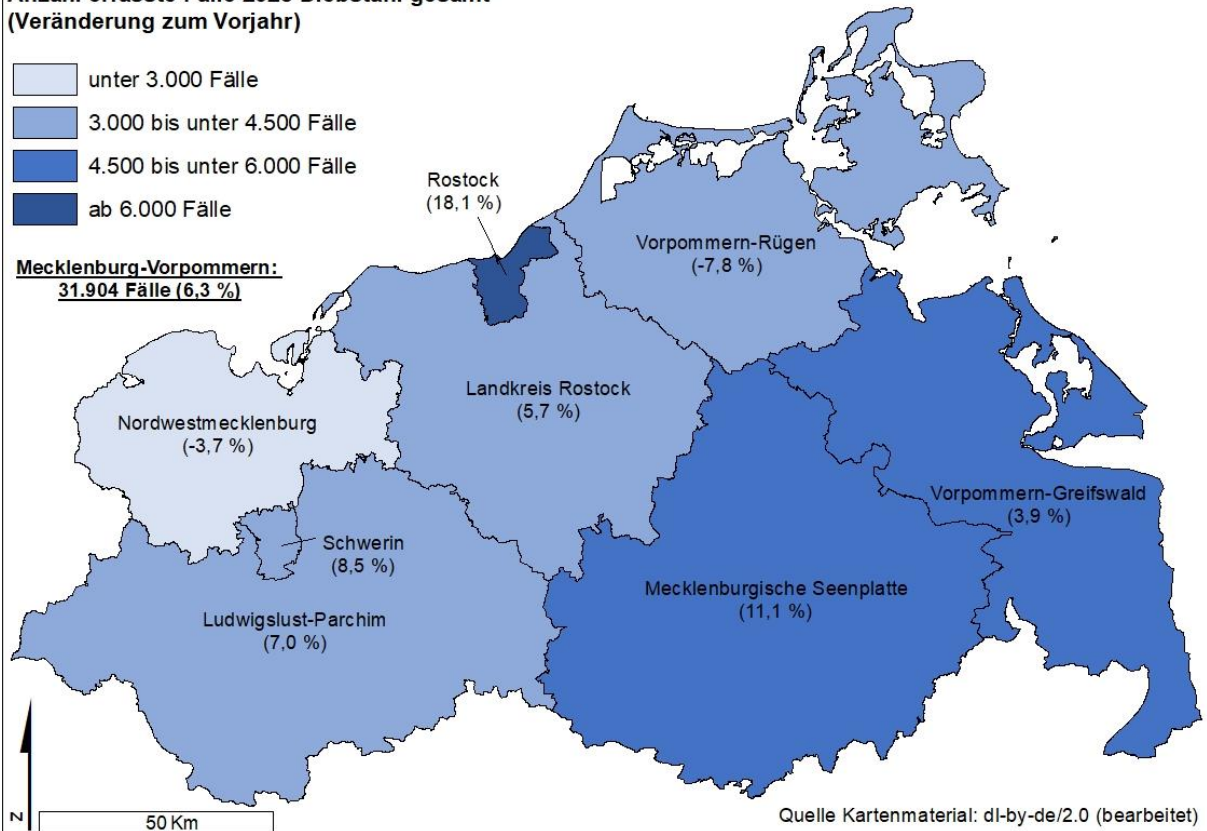 (Veränderung zum Vorjahr)
unter 3.000 Fälle
3.000 bis unter 4.500 Fälle
4.500 bis unter 6.000 Fälle
ab 6.000 Fälle
Mecklenburg-Vorpommern:
31.904 Fälle (6,3 %)
Rostock
(18,1 %)
Vorpommern-Rügen
(-7,8 %)
Landkreis Rostock
(5,7 %)
Nordwestmecklenburg
(-3,7 %)
Vorpommern-Greifswald
(3,9 %)
Schwerin
(8,5 %)
Mecklenburgische Seenplatte
(11,1 %)
Ludwigslust-Parchim
(7,0 %)
N
50 Km
Quelle Kartenmaterial: dl-by-de/2.0 (bearbeitet)